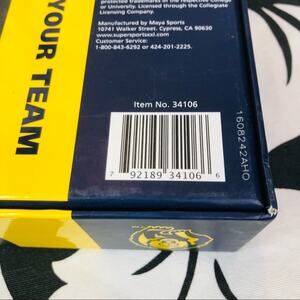 protected trademarks of the respective College
or University. Licensed through the Collegiate
Licensing Company.
Manufactured by Maya Sports
10741 Walker Street, Cypress, CA 90630
www.supersportsxxl.com
Customer Service:
1-800-843-6292 or 424-201-2225.
YOUR TEAM
Item No. 34106
7 92189 34106 6
1608242AHO